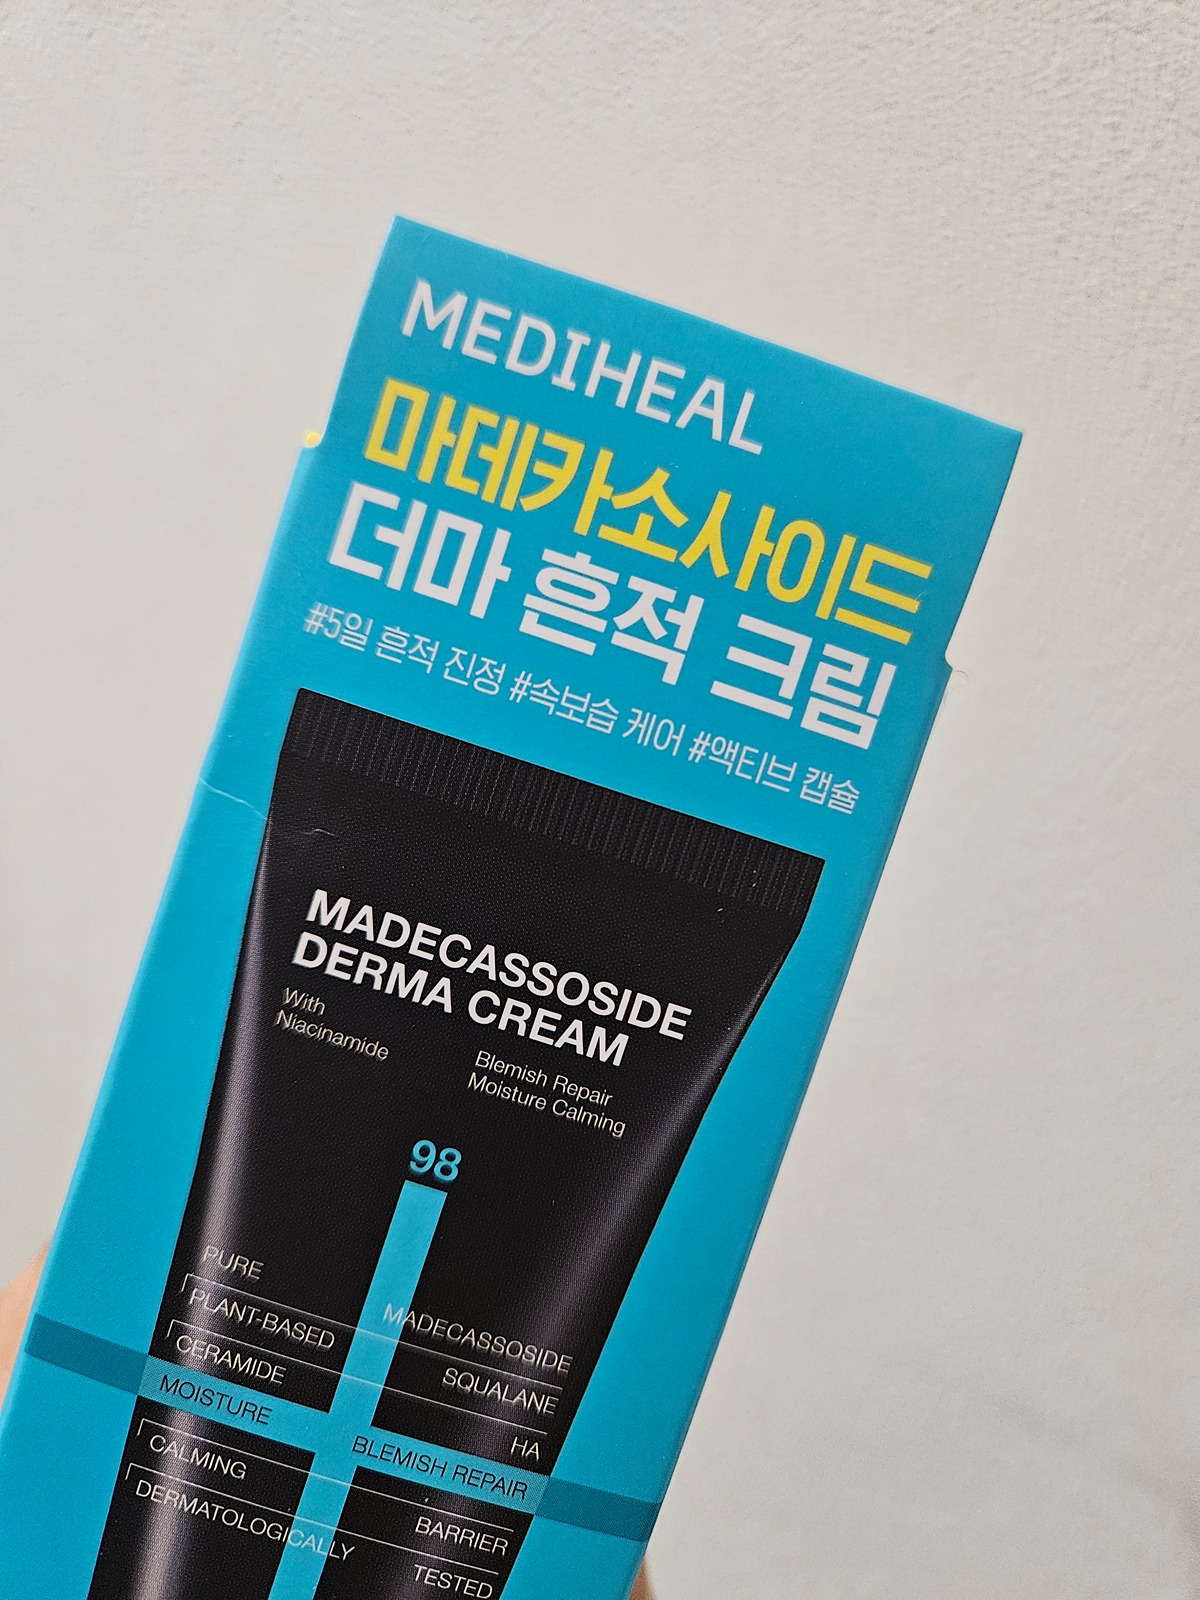 MEDIHEAL
마데카소사이드
더마 흔적 크림
#5일 흔적 진정 #속보습 케어 #액티브 캡슐
MADECASSOSIDE
DERMA CREAM
With
Niacinamide
Blemish Repair
Moisture Calming
98
PURE MADECASSOSIDE
PLANT-BASED SQUALANE
CERAMIDE HA
MOISTURE BLEMISH REPAIR
CALMING BARRIER
DERMATOLOGICALLY TESTED